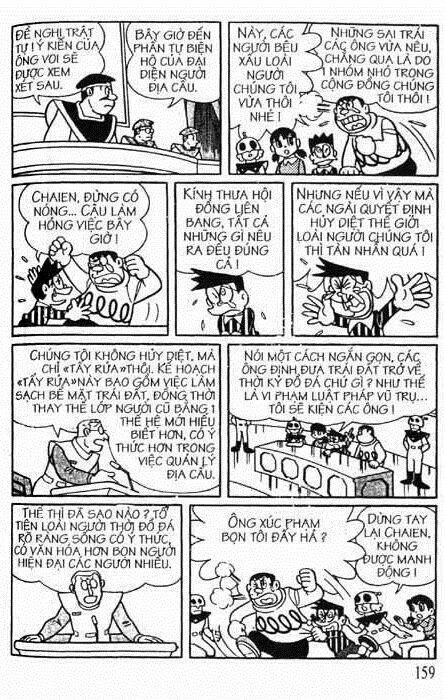 ĐỀ NGHỊ TRẬT
TỰ ! Ý KIẾN CỦA
ÔNG VOI SẼ
ĐƯỢC XEM
XÉT SAU.
BÂY GIỜ ĐẾN
PHẦN TỰ BIỆN
HỘ CỦA ĐẠI
DIỆN NGƯỜI
ĐỊA CẦU.
NÀY, CÁC
NGƯỜI BÊU
XẤU LOÀI
NGƯỜI
CHÚNG TÔI
VỪA THÔI
NHÉ !
NHỮNG SAI TRÁI
CÁC ÔNG VỪA NÊU,
CHẲNG QUA LÀ DO
1 NHÓM NHỎ TRONG
CỘNG ĐỒNG CHÚNG
TÔI THÔI !
CHAIEN, ĐỪNG CÓ
NÓNG... CẬU LÀM
HỎNG VIỆC BÂY
GIỜ !
KÍNH THƯA HỘI
ĐỒNG LIÊN
BANG, TẤT CẢ
NHỮNG GÌ NÊU
RA ĐỀU ĐÚNG
CẢ !
NHƯNG NẾU VÌ VẬY MÀ
CÁC NGÀI QUYẾT ĐỊNH
HỦY DIỆT THẾ GIỚI
LOÀI NGƯỜI CHÚNG TÔI
THÌ TÀN NHẪN QUÁ !
CHÚNG TÔI KHÔNG HỦY DIỆT, MÀ
CHỈ «TẨY RỬA»THÔI. KẾ HOẠCH
«TẨY RỬA»NÀY BAO GỒM VIỆC LÀM
SẠCH BỀ MẶT TRÁI ĐẤT, ĐỒNG THỜI
THAY THẾ LỚP NGƯỜI CŨ BẰNG 1
THẾ HỆ MỚI HIỂU
BIẾT HƠN, CÓ Ý
THỨC HƠN TRONG
VIỆC QUẢN LÝ
ĐỊA CẦU.
NÓI MỘT CÁCH NGẮN GỌN, CÁC
ÔNG ĐỊNH ĐƯA TRÁI ĐẤT TRỞ VỀ
THỜI KỲ ĐỒ ĐÁ CHỨ GÌ ? NHƯ THẾ
LÀ VI PHẠM LUẬT PHÁP VŨ TRỤ...
TÔI SẼ KIỆN CÁC ÔNG !
THẾ THÌ ĐÃ SAO NÀO ? TỔ
TIÊN LOÀI NGƯỜI THỜI ĐỒ ĐÁ
RÕ RÀNG SỐNG CÓ Ý THỨC,
CÓ VĂN HÓA HƠN BỌN NGƯỜI
HIỆN ĐẠI CÁC NGƯỜI NHIỀU.
ÔNG XÚC PHẠM
BỌN TÔI ĐẤY HẢ ?
DỪNG TAY
LẠI CHAIEN,
KHÔNG
ĐƯỢC MANH
ĐỘNG !
159